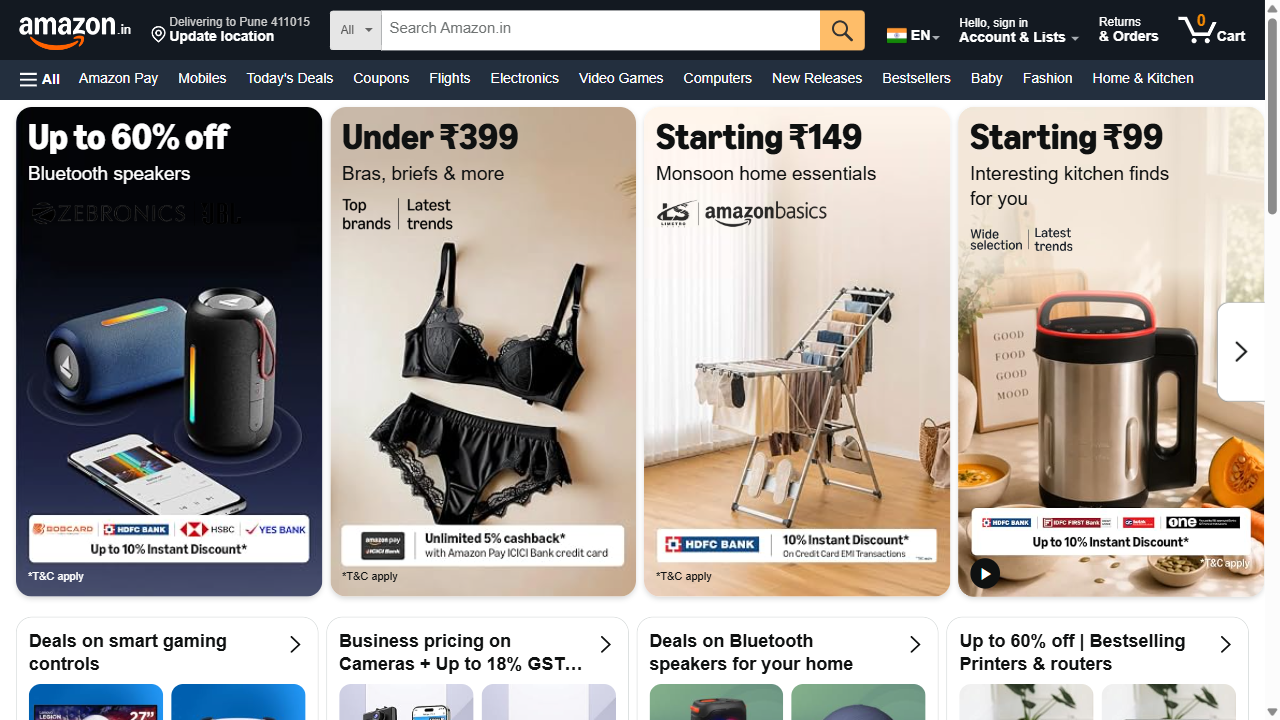 amazon.in
Delivering to Pune 411015
Update location
All
Search Amazon.in
EN
Hello, sign in
Account & Lists
Returns
& Orders
0
Cart
All
Amazon Pay
Mobiles
Today's Deals
Coupons
Flights
Electronics
Video Games
Computers
New Releases
Bestsellers
Baby
Fashion
Home & Kitchen
Up to 60% off
Bluetooth speakers
ZEBRONICS JBL
BOBCARD HDFC BANK HSBC YES BANK
Up to 10% Instant Discount*
*T&C apply
Under ₹399
Bras, briefs & more
Top
brands
Latest
trends
amazon pay
ICICI Bank
Unlimited 5% cashback*
with Amazon Pay ICICI Bank credit card
*T&C apply
Starting ₹149
Monsoon home essentials
LS
LIMETRO
amazonbasics
HDFC BANK
10% Instant Discount*
On Credit Card EMI Transactions
*T&C apply
Starting ₹99
Interesting kitchen finds
for you
Wide
selection
Latest
trends
GOOD
FOOD
GOOD
MOOD
HDFC BANK IDFC FIRST Bank one
Up to 10% Instant Discount*
*T&C apply
Deals on smart gaming
controls
Business pricing on
Cameras + Up to 18% GST…
Deals on Bluetooth
speakers for your home
Up to 60% off | Bestselling
Printers & routers
LEGION
27"